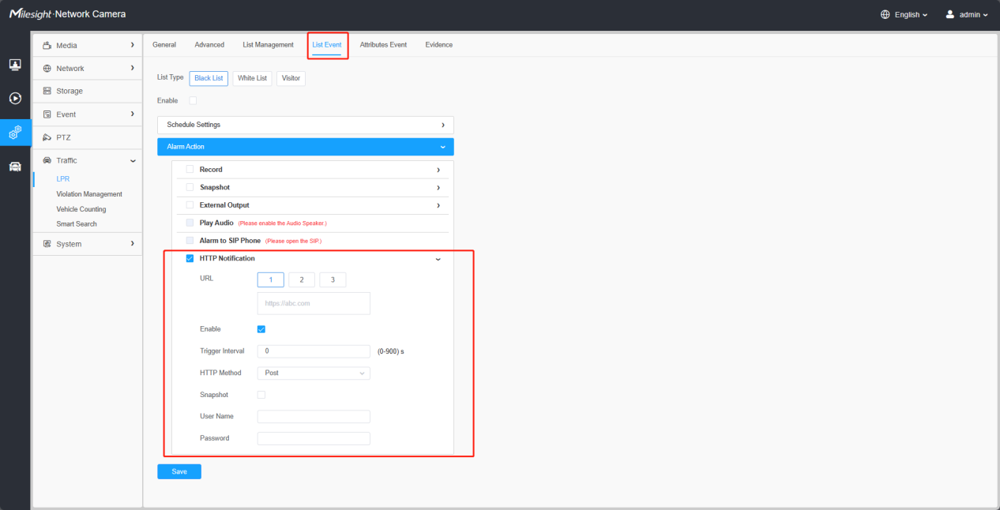 Milesight·Network Camera
English
admin
Media
Network
Storage
Event
PTZ
Traffic
LPR
Violation Management
Vehicle Counting
Smart Search
System
General Advanced List Management List Event Attributes Event Evidence
List Type Black List White List Visitor
Enable
Schedule Settings
Alarm Action
Record
Snapshot
External Output
Play Audio (Please enable the Audio Speaker.)
Alarm to SIP Phone (Please open the SIP.)
HTTP Notification
URL 1 2 3
https://abc.com
Enable
Trigger Interval 0 (0-900) s
HTTP Method Post
Snapshot
User Name
Password
Save